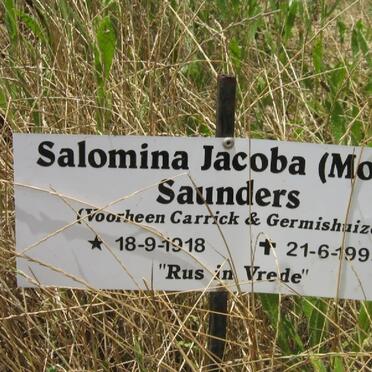 Salomina Jacoba (Mo
Saunders
(Voorheen Carrick & Germishuiz
★ 18-9-1918 ✝ 21-6-199
"Rus in Vrede"